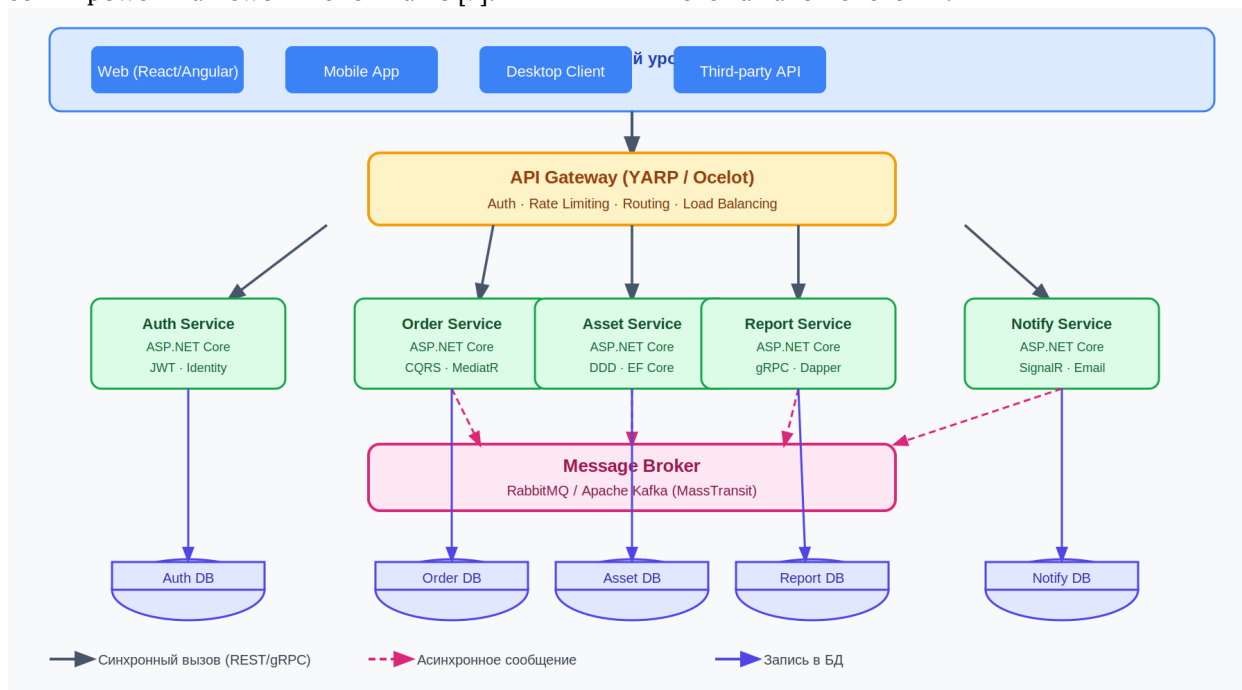 й уро
Web (React/Angular)
Mobile App
Desktop Client
Third-party API
API Gateway (YARP / Ocelot)
Auth · Rate Limiting · Routing · Load Balancing
Auth Service
ASP.NET Core
JWT · Identity
Order Service
ASP.NET Core
CQRS · MediatR
Asset Service
ASP.NET Core
DDD · EF Core
Report Service
ASP.NET Core
gRPC · Dapper
Notify Service
ASP.NET Core
SignalR · Email
Message Broker
RabbitMQ / Apache Kafka (MassTransit)
Auth DB
Order DB
Asset DB
Report DB
Notify DB
Синхронный вызов (REST/gRPC)
Асинхронное сообщение
Запись в БД